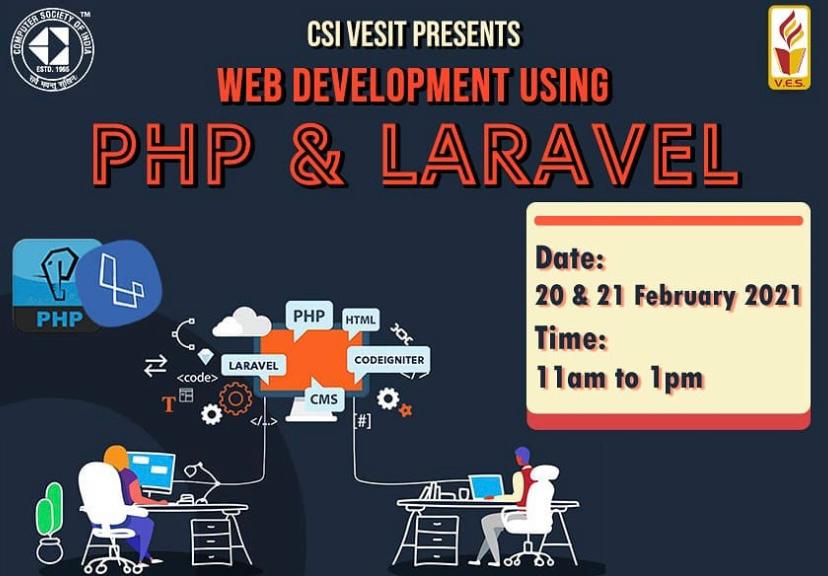 COMPUTER SOCIETY OF INDIA
TM
ESTD. 1965
CSI VESIT PRESENTS
V.E.S.
WEB DEVELOPMENT USING
PHP & LARAVEL
Date:
20 & 21 February 2021
Time:
11am to 1pm
PHP
PHP
HTML
LARAVEL
CODEIGNITER
<code>
</>
T
CMS
</...>
[#]